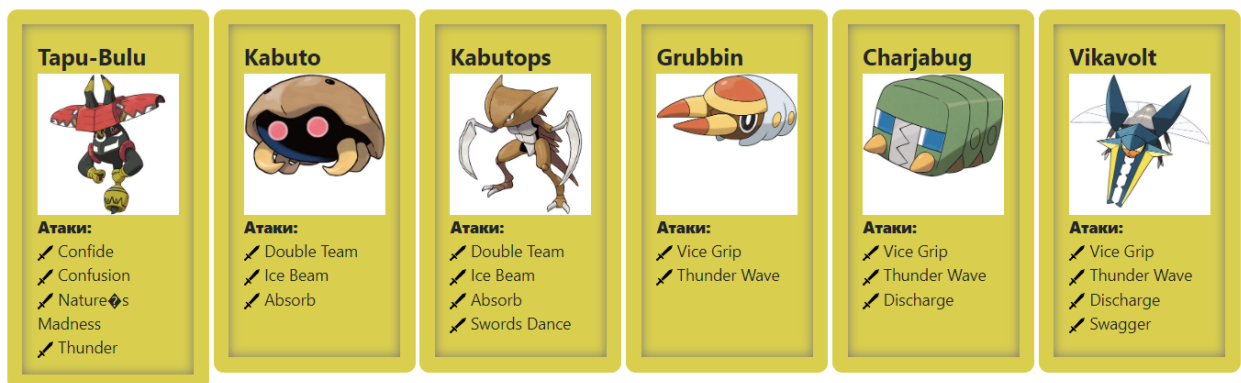 Tapu-Bulu
Атаки:
Confide
Confusion
Nature�s
Madness
Thunder
Kabuto
Атаки:
Double Team
Ice Beam
Absorb
Kabutops
Атаки:
Double Team
Ice Beam
Absorb
Swords Dance
Grubbin
Атаки:
Vice Grip
Thunder Wave
Charjabug
Атаки:
Vice Grip
Thunder Wave
Discharge
Vikavolt
Атаки:
Vice Grip
Thunder Wave
Discharge
Swagger